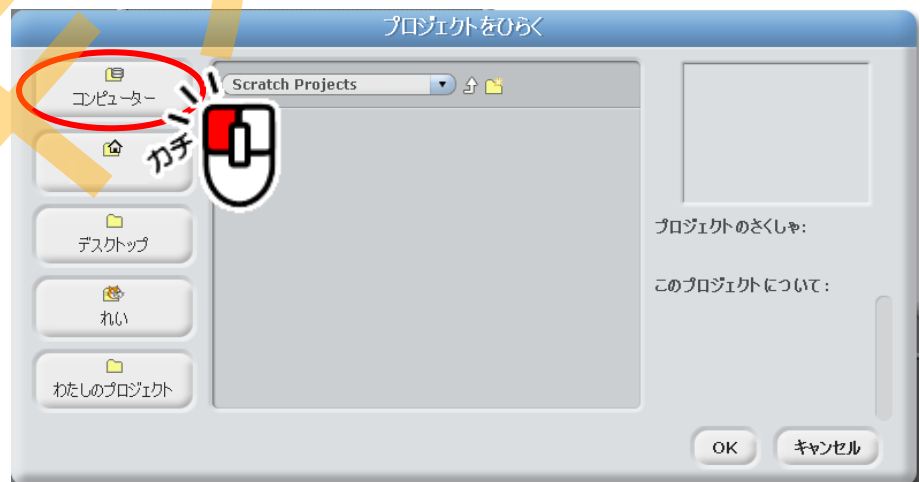 プロジェクトをひらく
コンピューター
カチ
Scratch Projects
デスクトップ
れい
わたしのプロジェクト
プロジェクトのさくしゃ:
このプロジェクトについて:
OK
キャンセル